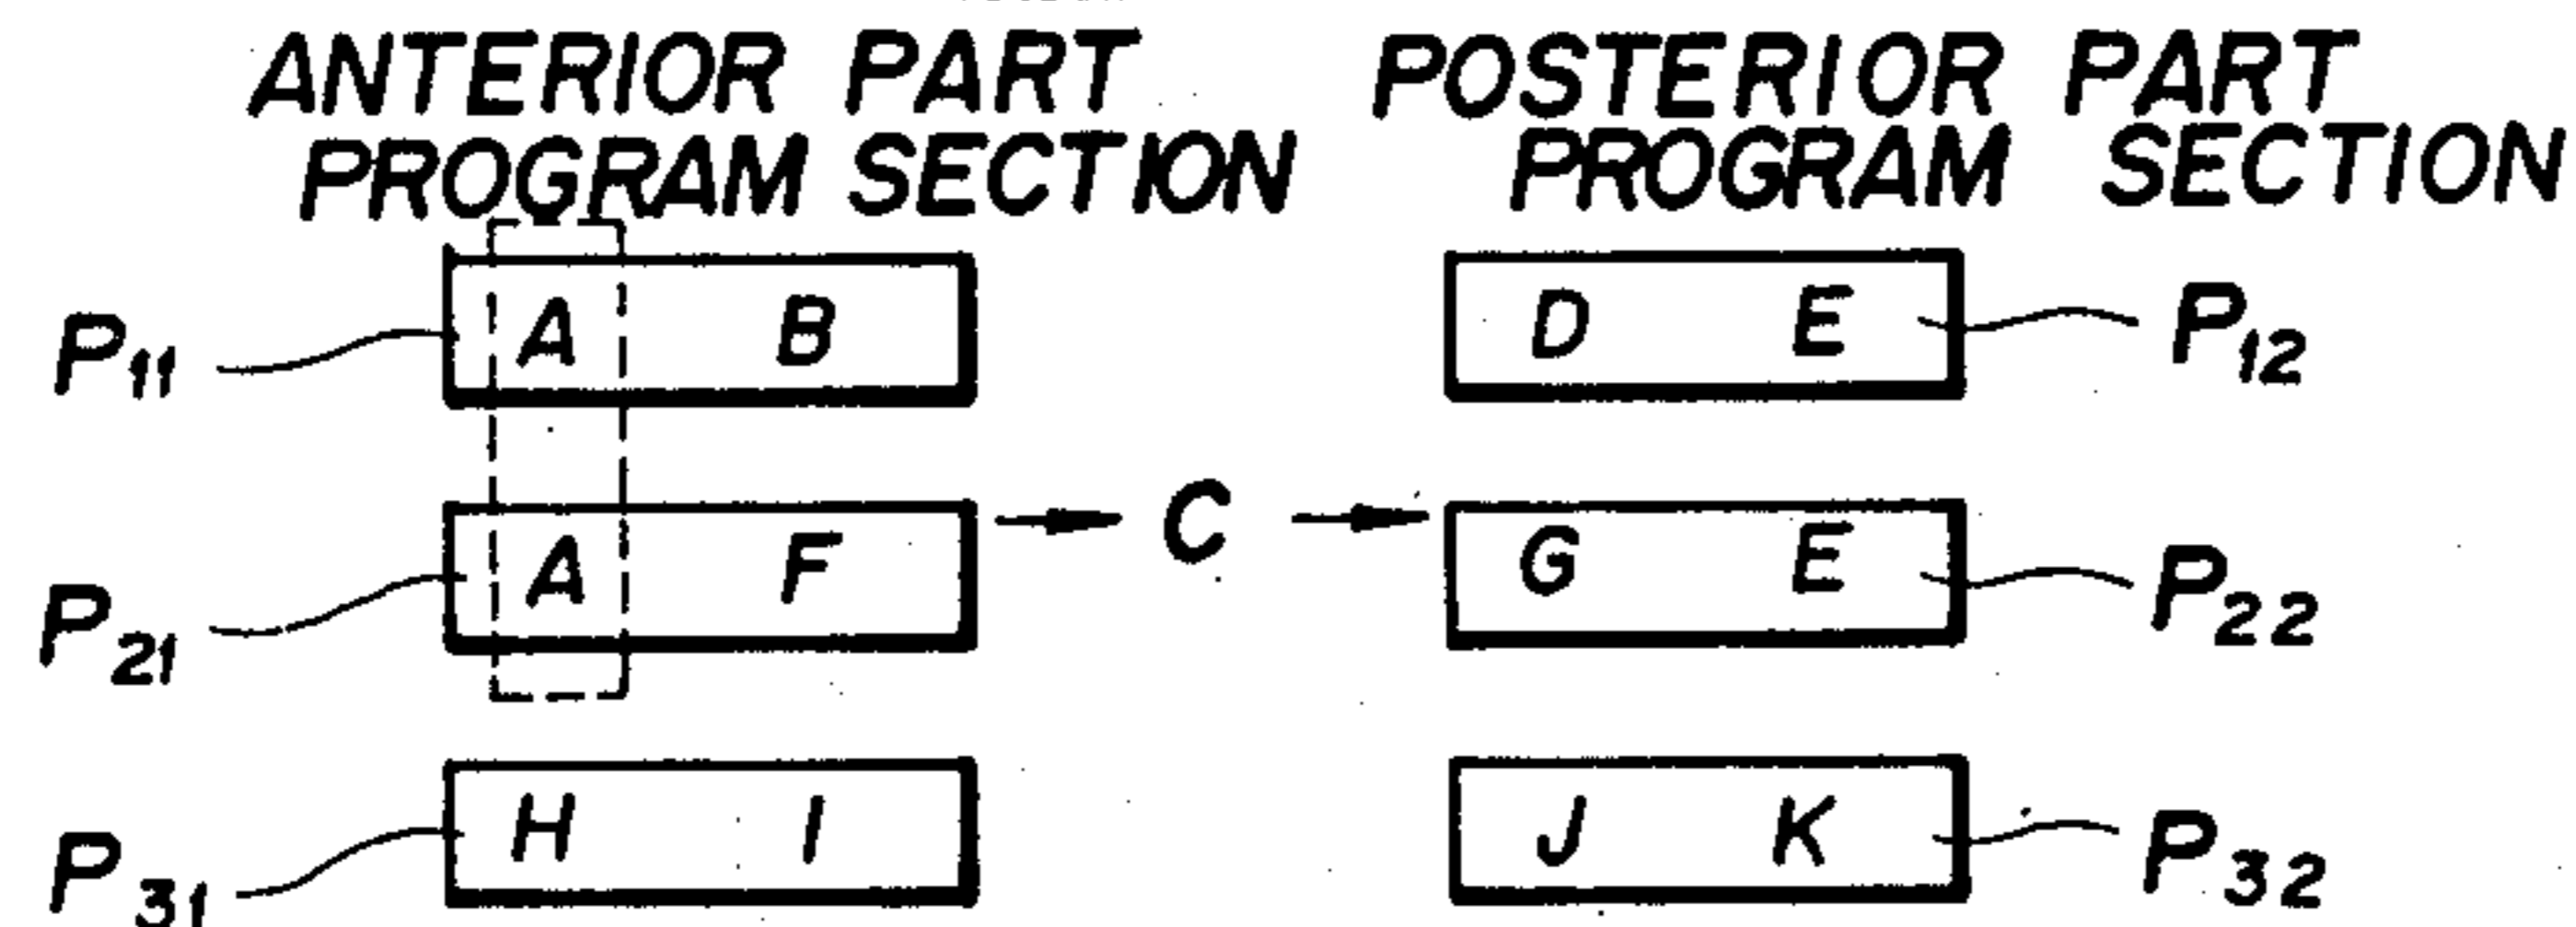 ANTERIOR PART POSTERIOR PART
PROGRAM SECTION PROGRAM SECTION
P11 A B D E P12
P21 A F C G E P22
P31 H I J K P32